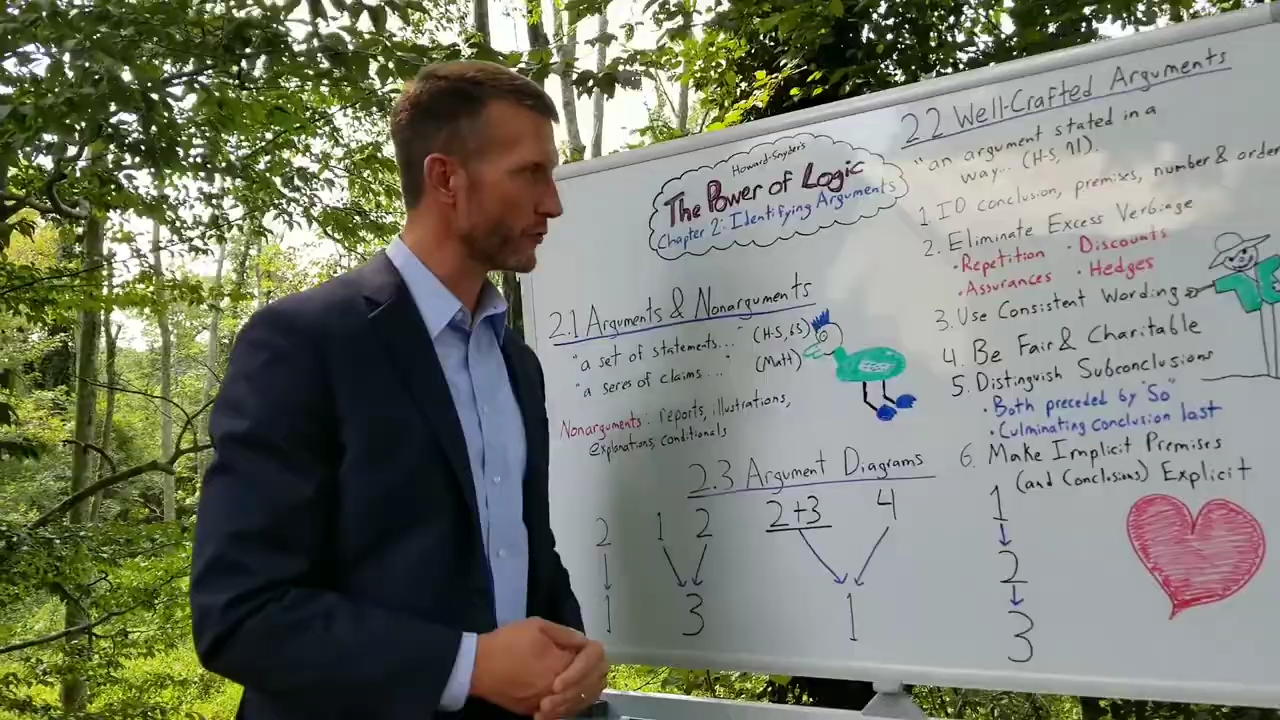 Howard-Snyder's
The Power of Logic
Chapter 2: Identifying Arguments
2.1 Arguments & Nonarguments
"a set of statements..." (H-S, 65)
"a seres of claims..." (Matt)
Nonarguments: reports, illustrations,
explanations, conditionals
2.2 Well-Crafted Arguments
"an argument stated in a
way... (H-S, 71).
1. ID conclusion, premises, number & order
2. Eliminate Excess Verbiage
• Repetition • Discounts
• Assurances • Hedges
3. Use Consistent Wording
4. Be Fair & Charitable
5. Distinguish Subconclusions
• Both preceded by "So"
• Culminating conclusion last
6. Make Implicit Premises
(and Conclusions) Explicit
2.3 Argument Diagrams
2
1
1 2
3
2+3 4
1
1
2
3